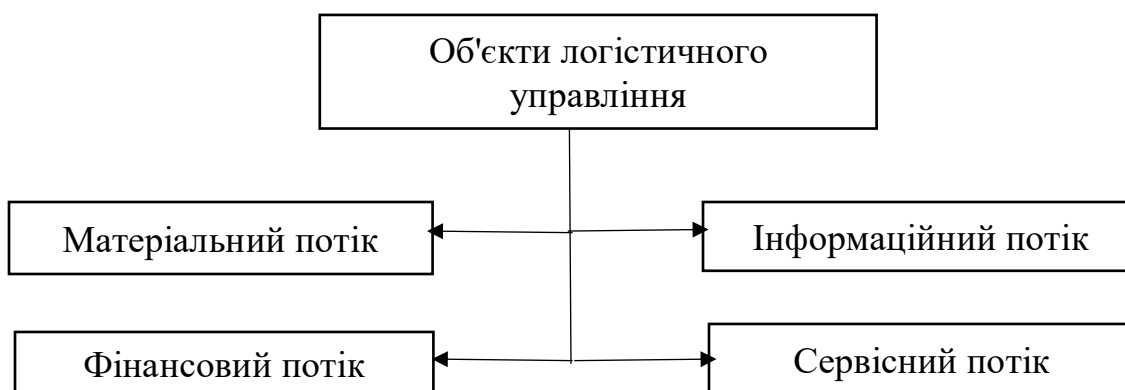 Об'єкти логістичного
управління
Матеріальний потік
Інформаційний потік
Фінансовий потік
Сервісний потік